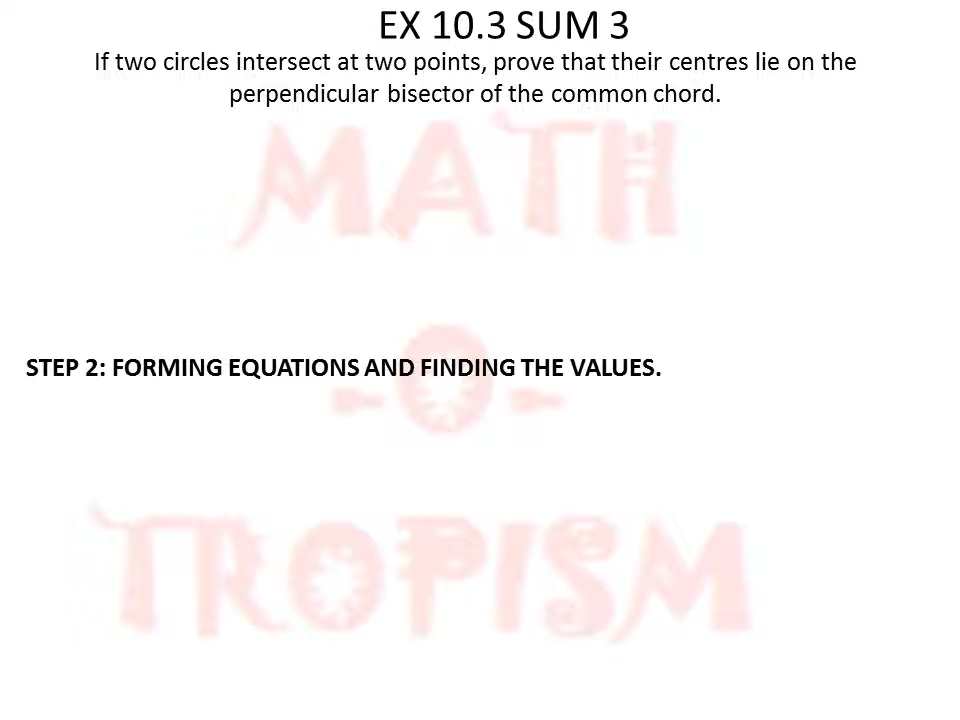 EX 10.3 SUM 3
If two circles intersect at two points, prove that their centres lie on the
perpendicular bisector of the common chord.
MATH
STEP 2: FORMING EQUATIONS AND FINDING THE VALUES.
-O-
TROPISM